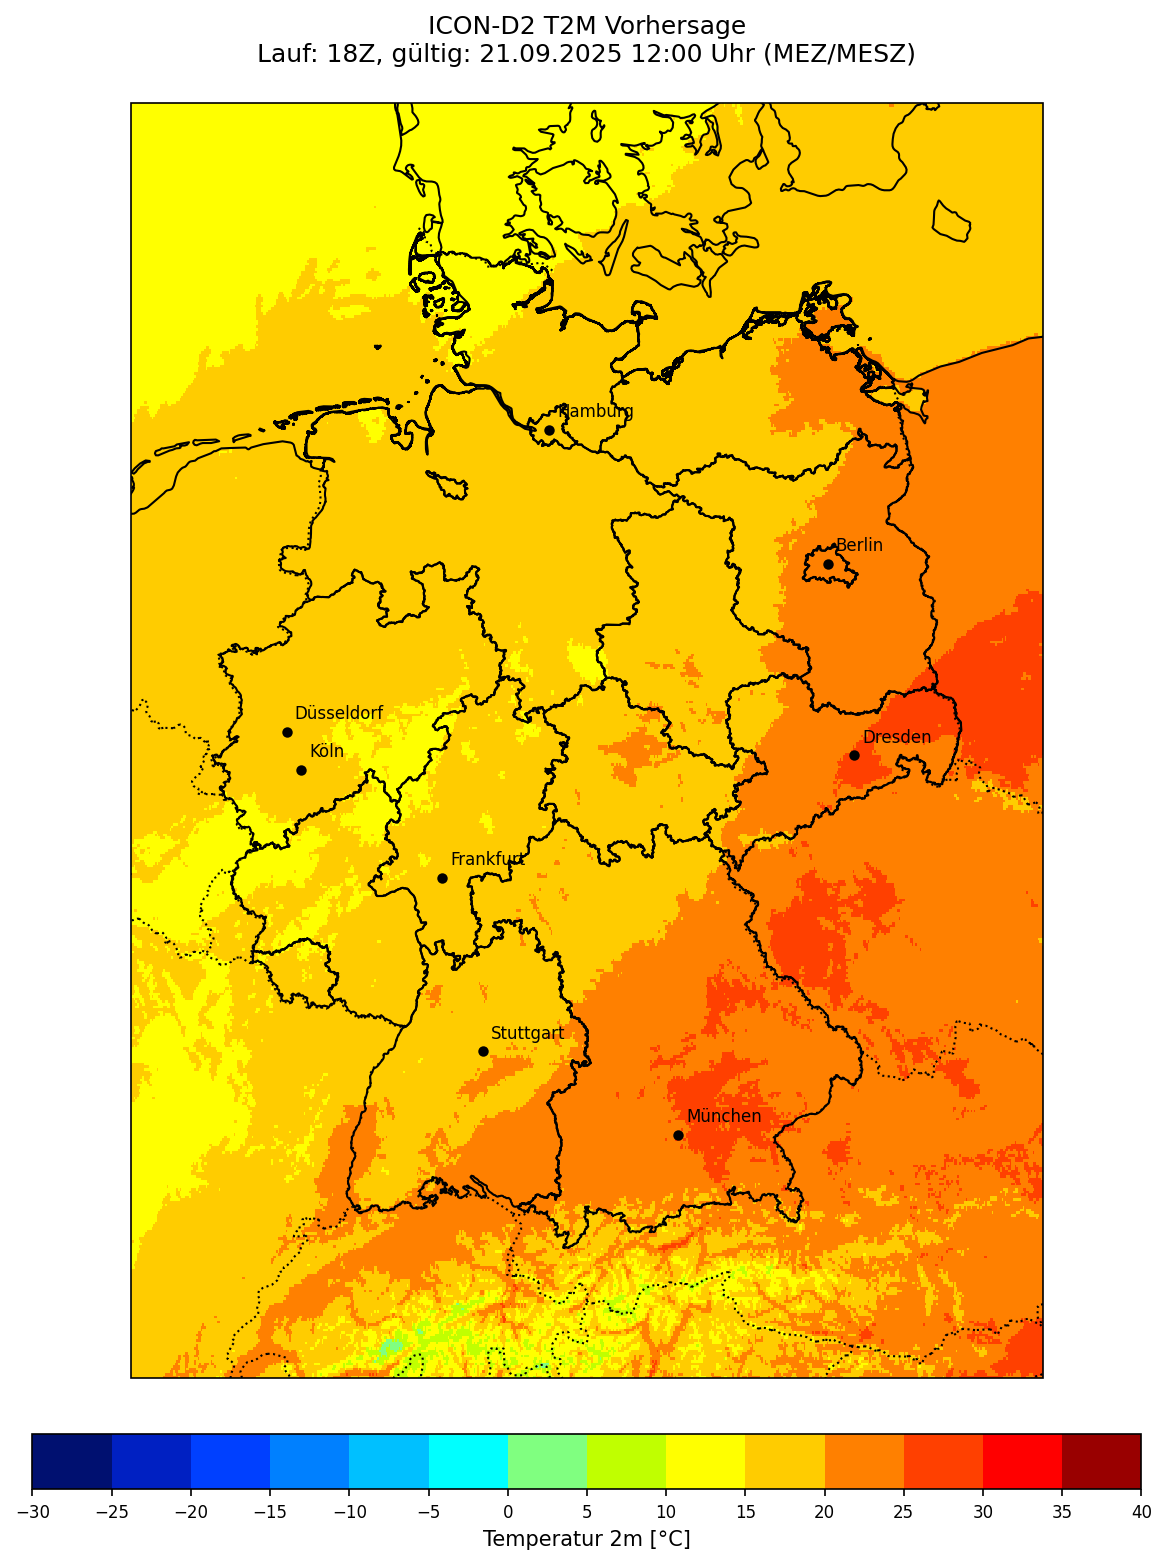 ICON-D2 T2M Vorhersage
Lauf: 18Z, gültig: 21.09.2025 12:00 Uhr (MEZ/MESZ)
Hamburg
Berlin
Düsseldorf
Dresden
Köln
Frankfurt
Stuttgart
München
−30 −25 −20 −15 −10 −5 0 5 10 15 20 25 30 35 40
Temperatur 2m [°C]